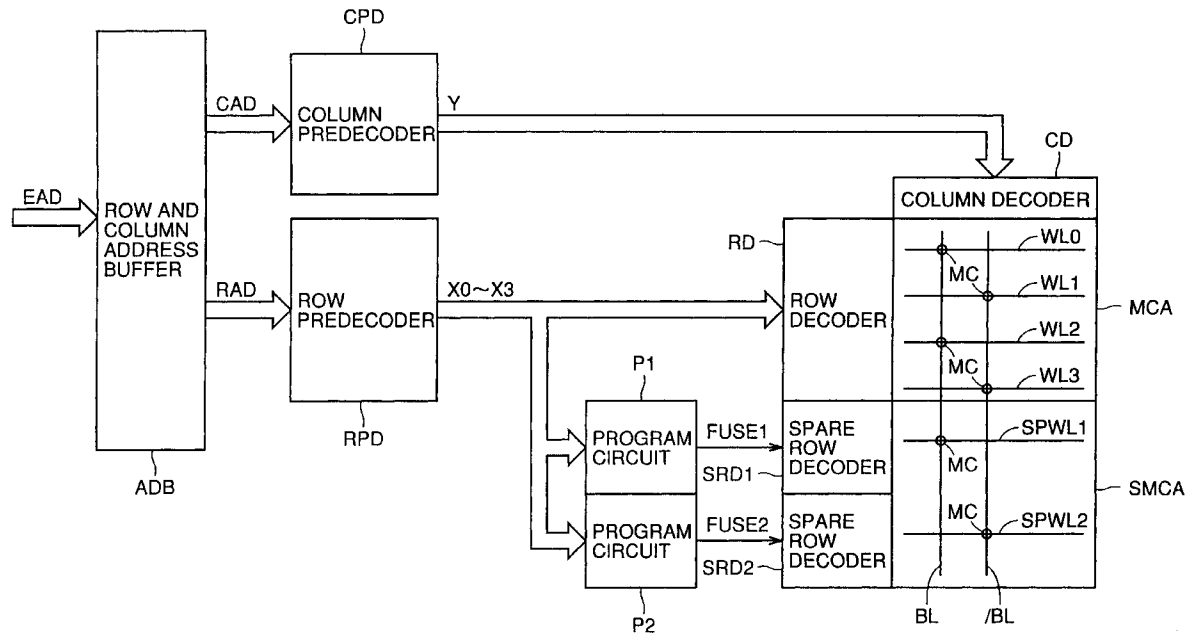 CPD
CAD
COLUMN
PREDECODER
Y
EAD
ROW AND
COLUMN
ADDRESS
BUFFER
ADB
RAD
ROW
PREDECODER
RPD
X0~X3
CD
COLUMN DECODER
RD
ROW
DECODER
WL0
MC
WL1
WL2
MC
WL3
MCA
P1
PROGRAM
CIRCUIT
FUSE1
SRD1
SPARE
ROW
DECODER
SPWL1
MC
SMCA
PROGRAM
CIRCUIT
P2
FUSE2
SRD2
SPARE
ROW
DECODER
MC
SPWL2
BL
/BL